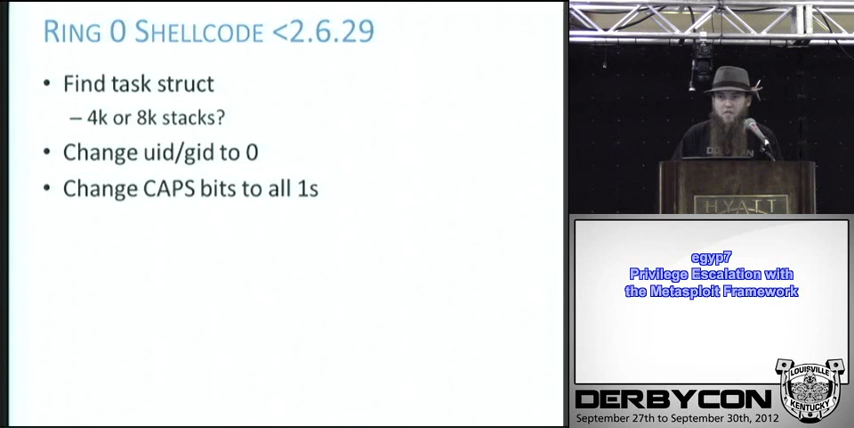 RING 0 SHELLCODE <2.6.29
• Find task struct
– 4k or 8k stacks?
• Change uid/gid to 0
• Change CAPS bits to all 1s
HYATT
egyp7
Privilege Escalation with
the Metasploit Framework
LOUISVILLE
KENTUCKY
DERBYCON
September 27th to September 30th, 2012